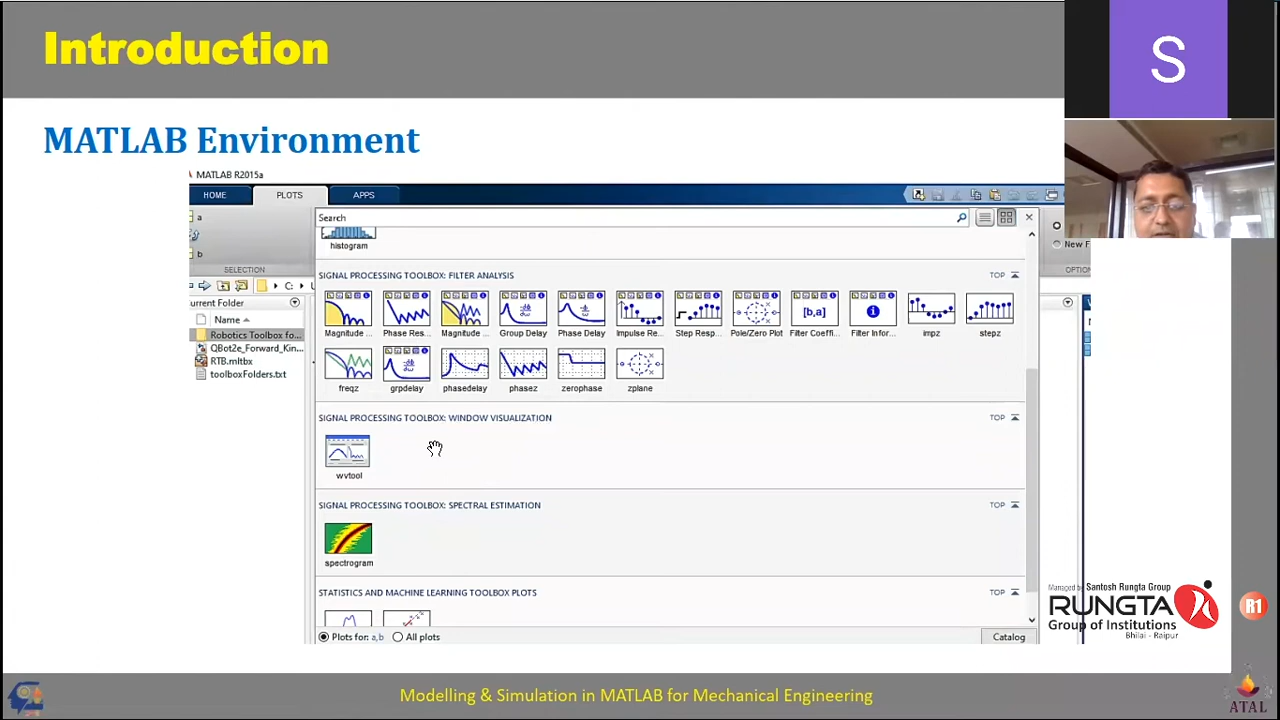 Introduction
S
MATLAB Environment
MATLAB R2015a
HOME PLOTS APPS
a
b
SELECTION
Search
New F
OPTIO
C:
urrent Folder
Name
Robotics Toolbox fo...
QBot2e_Forward_Kin...
RTB.mltbx
toolboxFolders.txt
histogram
SIGNAL PROCESSING TOOLBOX: FILTER ANALYSIS TOP
[b,a]
Magnitude ... Phase Res... Magnitude ... Group Delay Phase Delay Impulse Re... Step Resp... Pole/Zero Plot Filter Coeffi... Filter Infor... impz stepz
freqz grpdelay phasedelay phasez zerophase zplane
SIGNAL PROCESSING TOOLBOX: WINDOW VISUALIZATION TOP
wvtool
SIGNAL PROCESSING TOOLBOX: SPECTRAL ESTIMATION TOP
spectrogram
STATISTICS AND MACHINE LEARNING TOOLBOX PLOTS TOP
Plots for: a,b All plots Catalog
Managed by Santosh Rungta Group
RUNGTA
Group of Institutions
Bhilai - Raipur
R1
Modelling & Simulation in MATLAB for Mechanical Engineering
ATAL